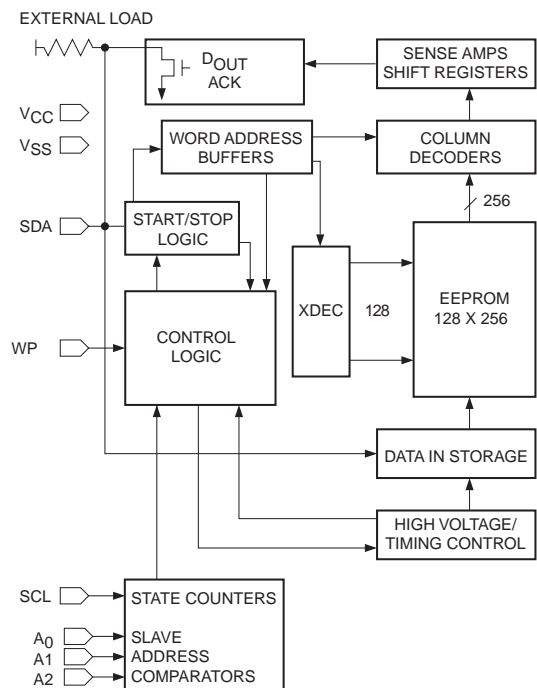 EXTERNAL LOAD
DOUT
ACK
SENSE AMPS
SHIFT REGISTERS
VCC
VSS
WORD ADDRESS
BUFFERS
COLUMN
DECODERS
256
SDA
START/STOP
LOGIC
XDEC
128
EEPROM
128 X 256
WP
CONTROL
LOGIC
DATA IN STORAGE
HIGH VOLTAGE/
TIMING CONTROL
SCL
STATE COUNTERS
A0
SLAVE
A1
ADDRESS
A2
COMPARATORS